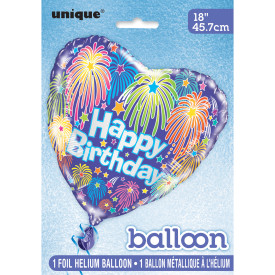 unique®
18"
45.7cm
Happy
Birthday
balloon
1 FOIL HELIUM BALLOON • 1 BALLON MÉTALLIQUE À L'HÉLIUM